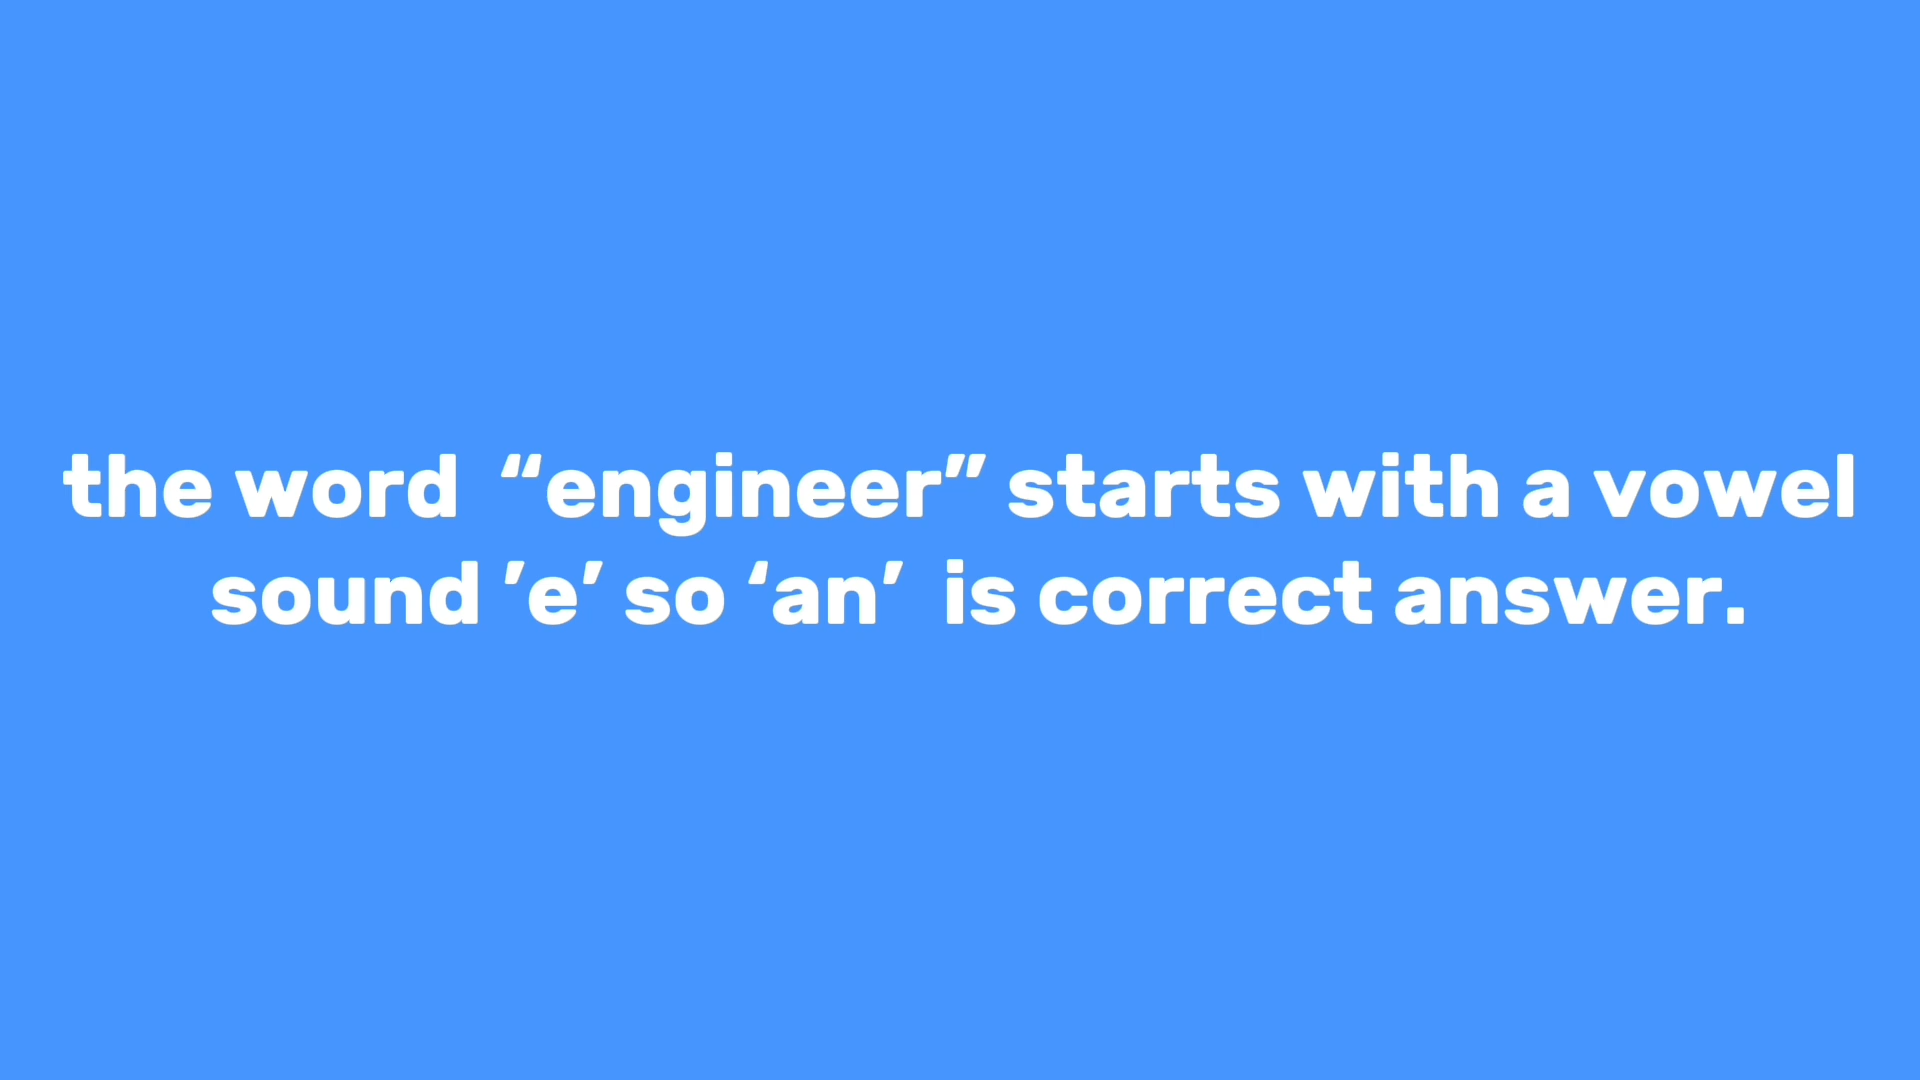 the word “engineer” starts with a vowel
sound ’e’ so ‘an’ is correct answer.